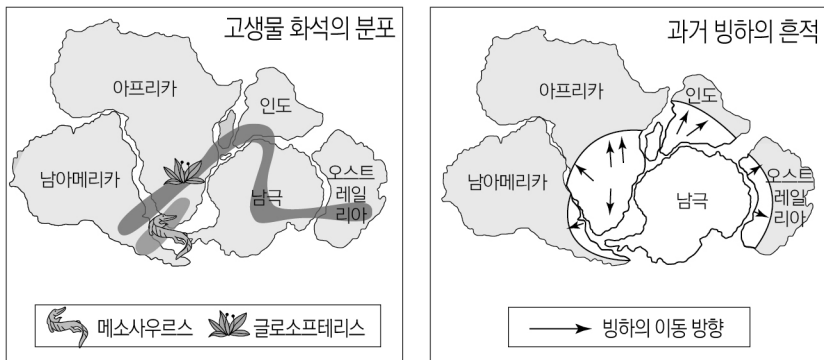 고생물 화석의 분포
아프리카
인도
남아메리카
남극
오스트
레일
리아
메소사우르스
글로소프테리스
과거 빙하의 흔적
아프리카
인도
남아메리카
남극
오스트
레일
리아
빙하의 이동 방향